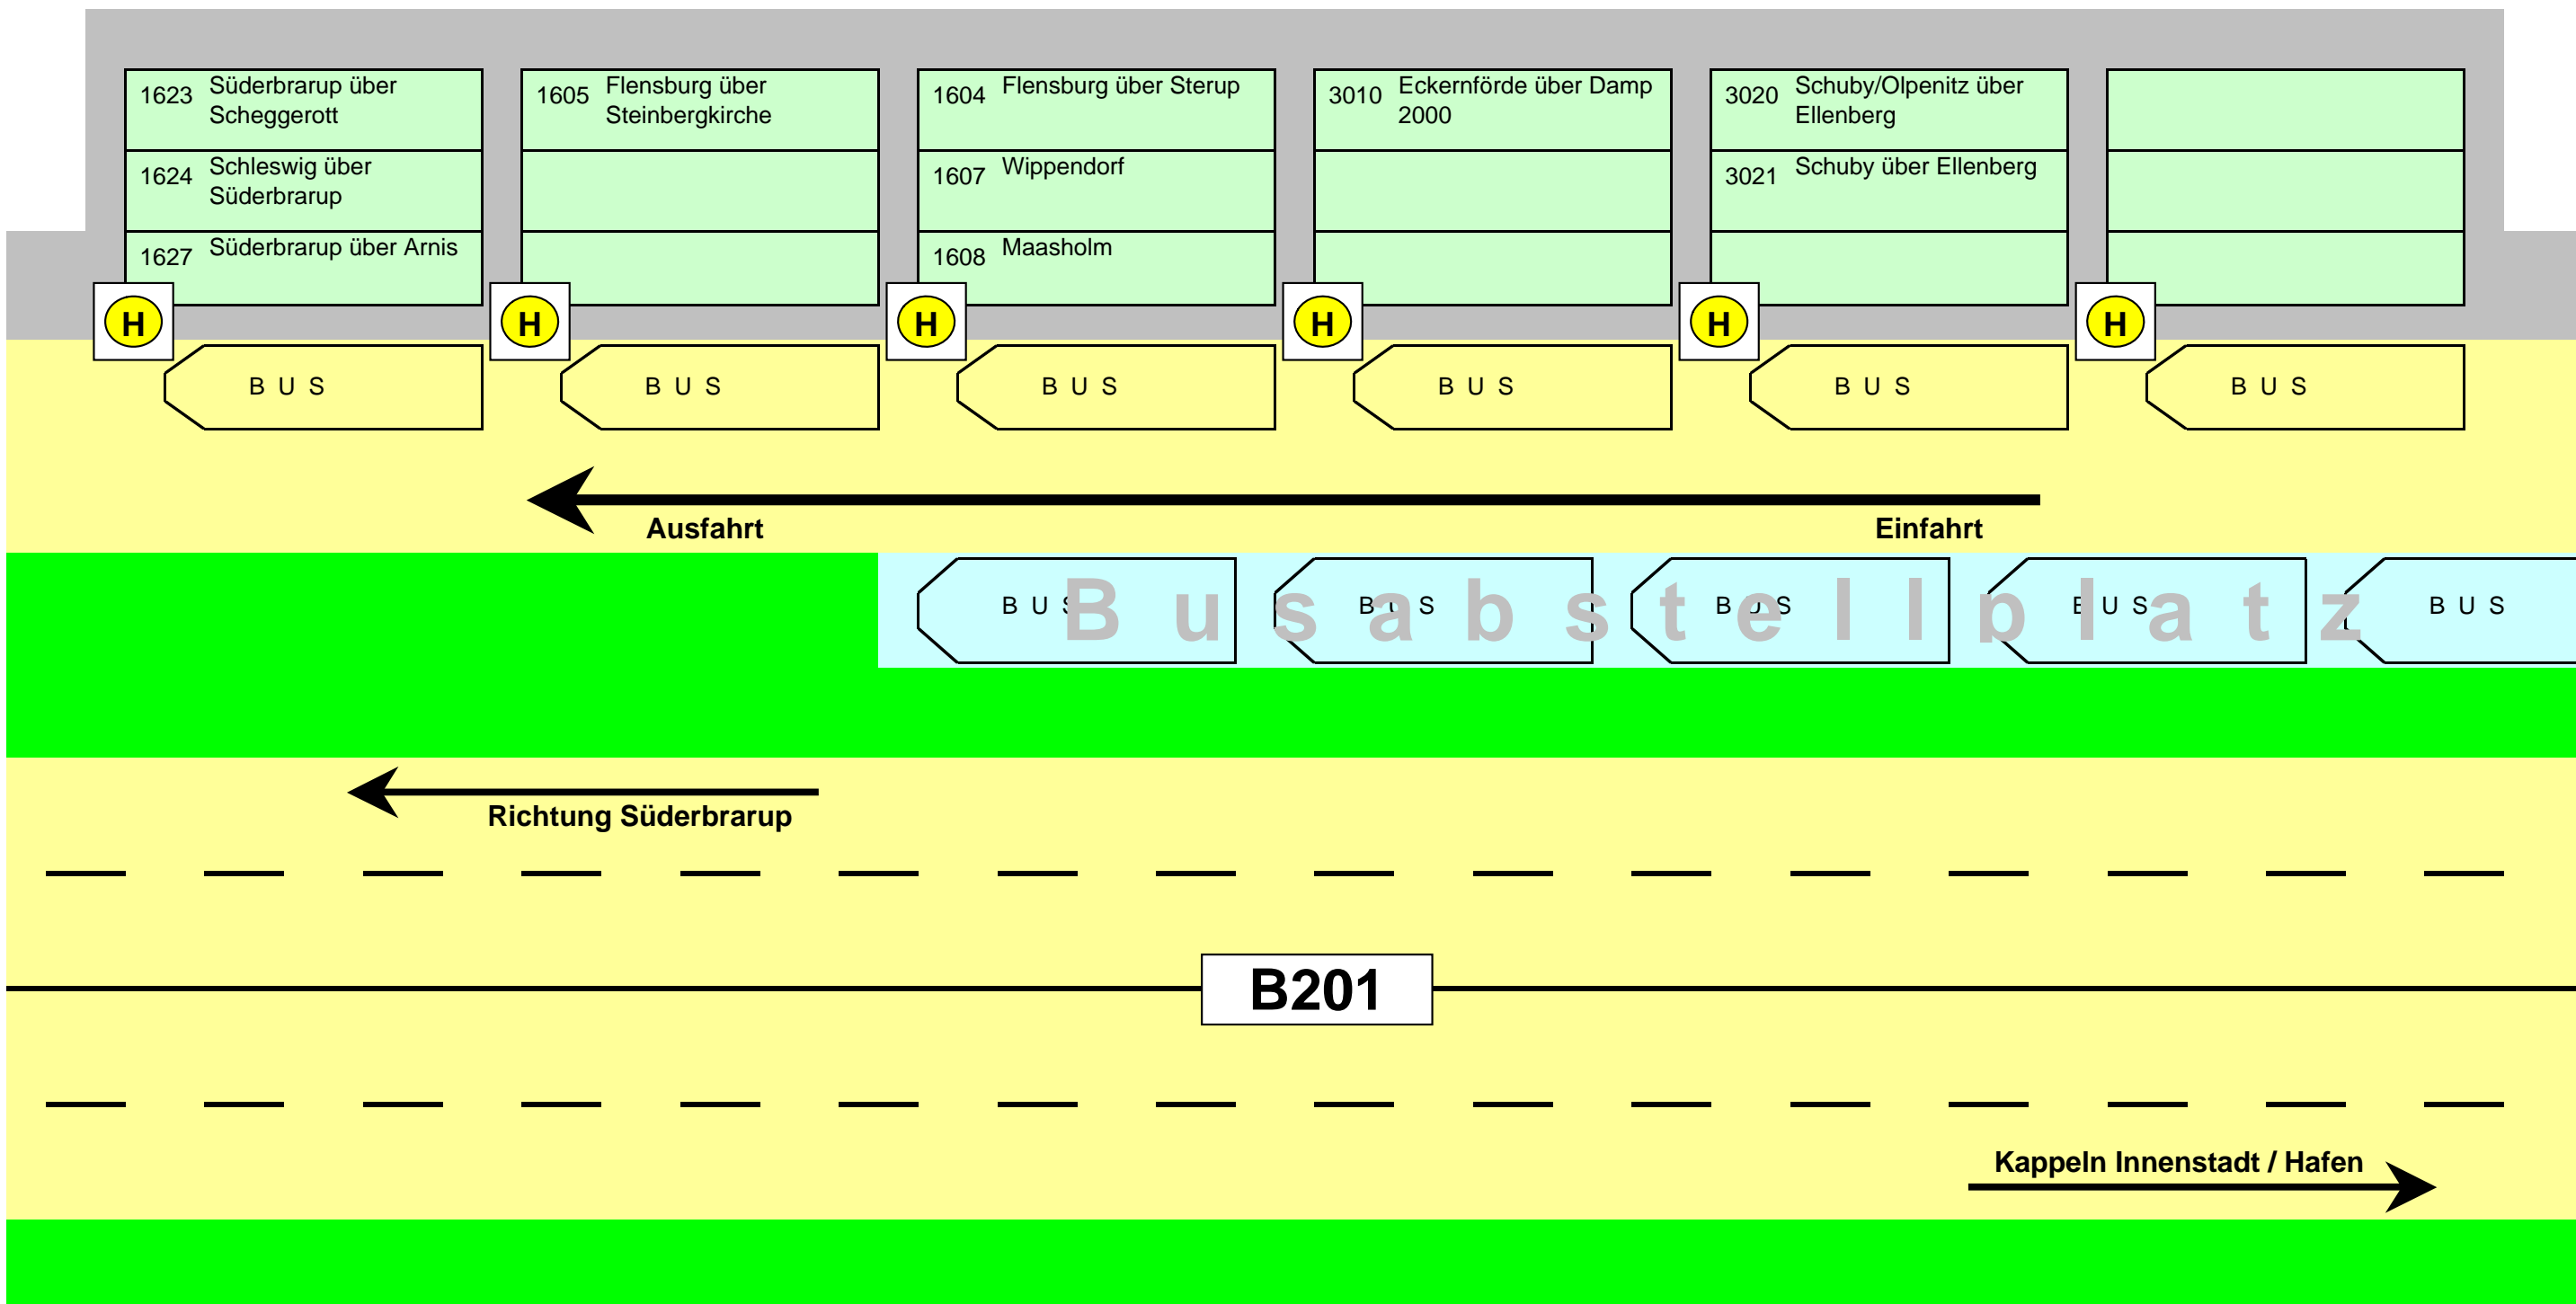 1623 Süderbrarup über
Scheggerott
1624 Schleswig über
Süderbrarup
1627 Süderbrarup über Arnis
1605 Flensburg über
Steinbergkirche
1604 Flensburg über Sterup
1607 Wippendorf
1608 Maasholm
3010 Eckernförde über Damp
2000
3020 Schuby/Olpenitz über
Ellenberg
3021 Schuby über Ellenberg
H H H H H H
B U S B U S B U S B U S B U S B U S
Ausfahrt Einfahrt
B U S B U S B U S B U S B U S
B u s a b s t e l l p l a t z
Richtung Süderbrarup
B201
Kappeln Innenstadt / Hafen